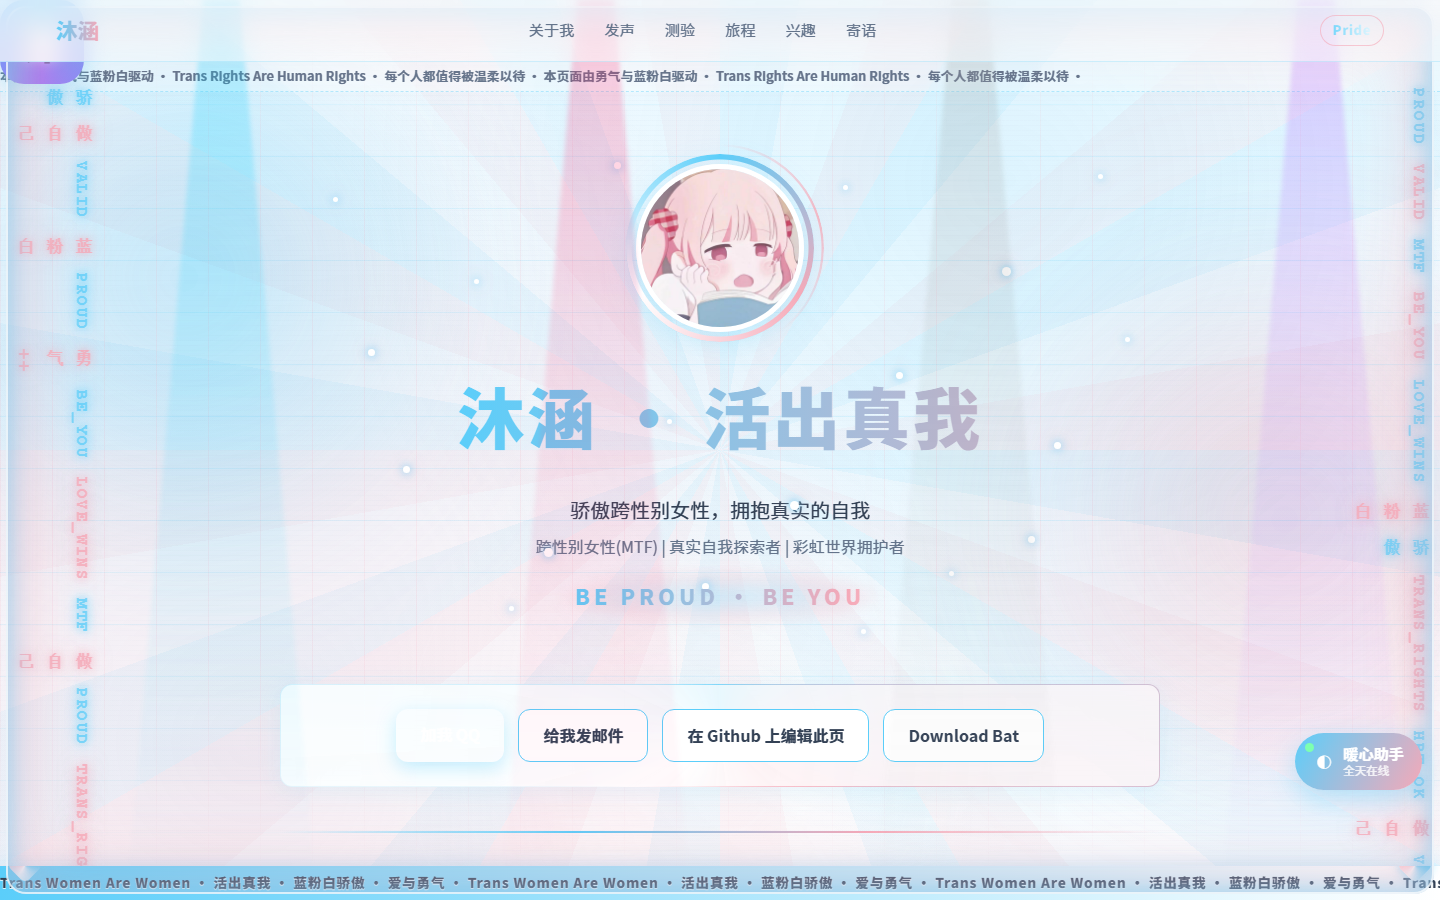 沐涵
关于我 发声 测验 旅程 兴趣 寄语
Pride
与蓝粉白驱动 • Trans Rights Are Human Rights • 每个人都值得被温柔以待 • 本页面由勇气与蓝粉白驱动 • Trans Rights Are Human Rights • 每个人都值得被温柔以待 •
骄傲
做自己
VALID
蓝粉白
PROUD
勇气++
BE_YOU
LOVE_WINS
MTF
做自己
PROUD
TRANS_RIG
沐涵 • 活出真我
骄傲跨性别女性，拥抱真实的自我
跨性别女性(MTF) | 真实自我探索者 | 彩虹世界拥护者
BE PROUD • BE YOU
给我发邮件
在 Github 上编辑此页
Download Bat
PROUD
VALID
MTF
BE_YOU
LOVE_WINS
蓝粉白
骄傲
TRANS_RIGHTS
暖心助手
全天在线
做自己
Trans Women Are Women • 活出真我 • 蓝粉白骄傲 • 爱与勇气 • Trans Women Are Women • 活出真我 • 蓝粉白骄傲 • 爱与勇气 • Trans Women Are Women • 活出真我 • 蓝粉白骄傲 • 爱与勇气 • Trans